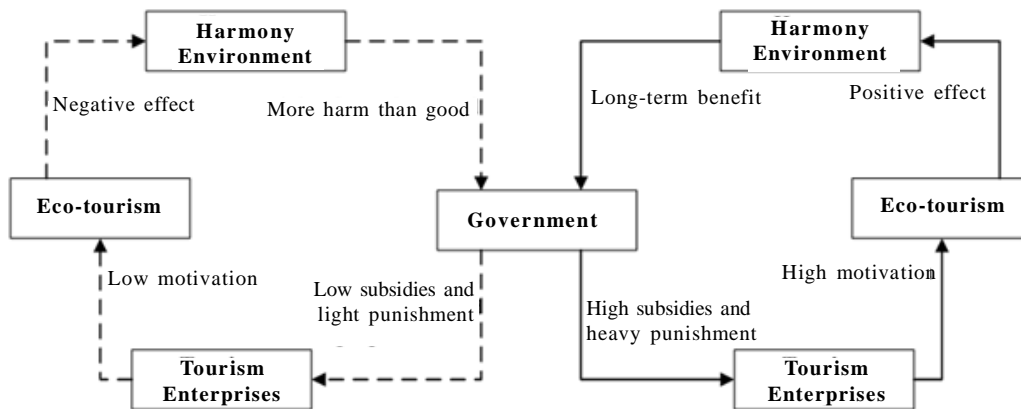 Harmony
Environment
Harmony
Environment
Negative effect
More harm than good
Long-term benefit
Positive effect
Eco-tourism
Government
Eco-tourism
Low motivation
Low subsidies and
light punishment
High subsidies and
heavy punishment
High motivation
Tourism
Enterprises
Tourism
Enterprises